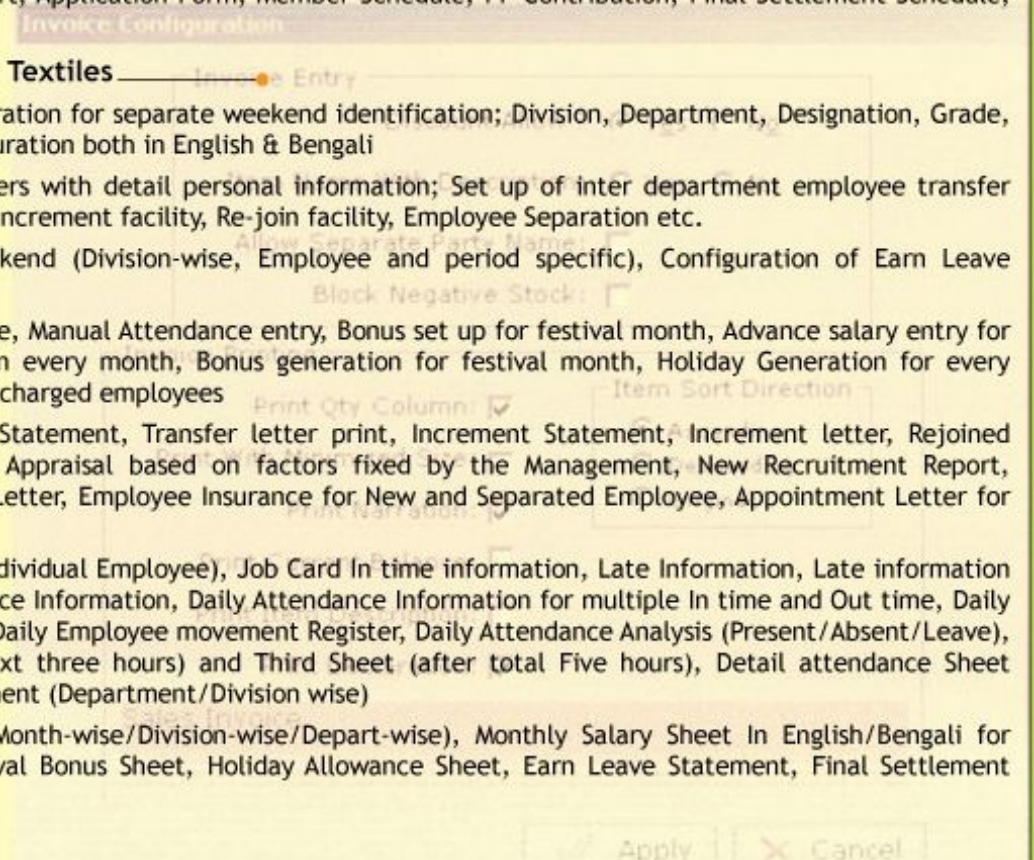 Application Form, Member Schedule, PF Contribution, Final Settlement Schedule,
Invoice Configuration
Textiles
Invoice Entry
ration for separate weekend identification; Division, Department, Designation, Grade,
uration both in English & Bengali
ers with detail personal information; Set up of inter department employee transfer
ncrement facility, Re-join facility, Employee Separation etc.
Allow Separate Party Name:
kend (Division-wise, Employee and period specific), Configuration of Earn Leave
Block Negative Stock:
e, Manual Attendance entry, Bonus set up for festival month, Advance salary entry for
n every month, Bonus generation for festival month, Holiday Generation for every
charged employees
Item Sort Direction
Print Qty Column:
Statement, Transfer letter print, Increment Statement, Increment letter, Rejoined
Appraisal based on factors fixed by the Management, New Recruitment Report,
Letter, Employee Insurance for New and Separated Employee, Appointment Letter for
Print Narration:
dividual Employee), Job Card In time information, Late Information, Late information
ce Information, Daily Attendance Information for multiple In time and Out time, Daily
Daily Employee movement Register, Daily Attendance Analysis (Present/Absent/Leave),
xt three hours) and Third Sheet (after total Five hours), Detail attendance Sheet
ent (Department/Division wise)
Sales Invoice
Month-wise/Division-wise/Depart-wise), Monthly Salary Sheet In English/Bengali for
yal Bonus Sheet, Holiday Allowance Sheet, Earn Leave Statement, Final Settlement
Apply Cancel